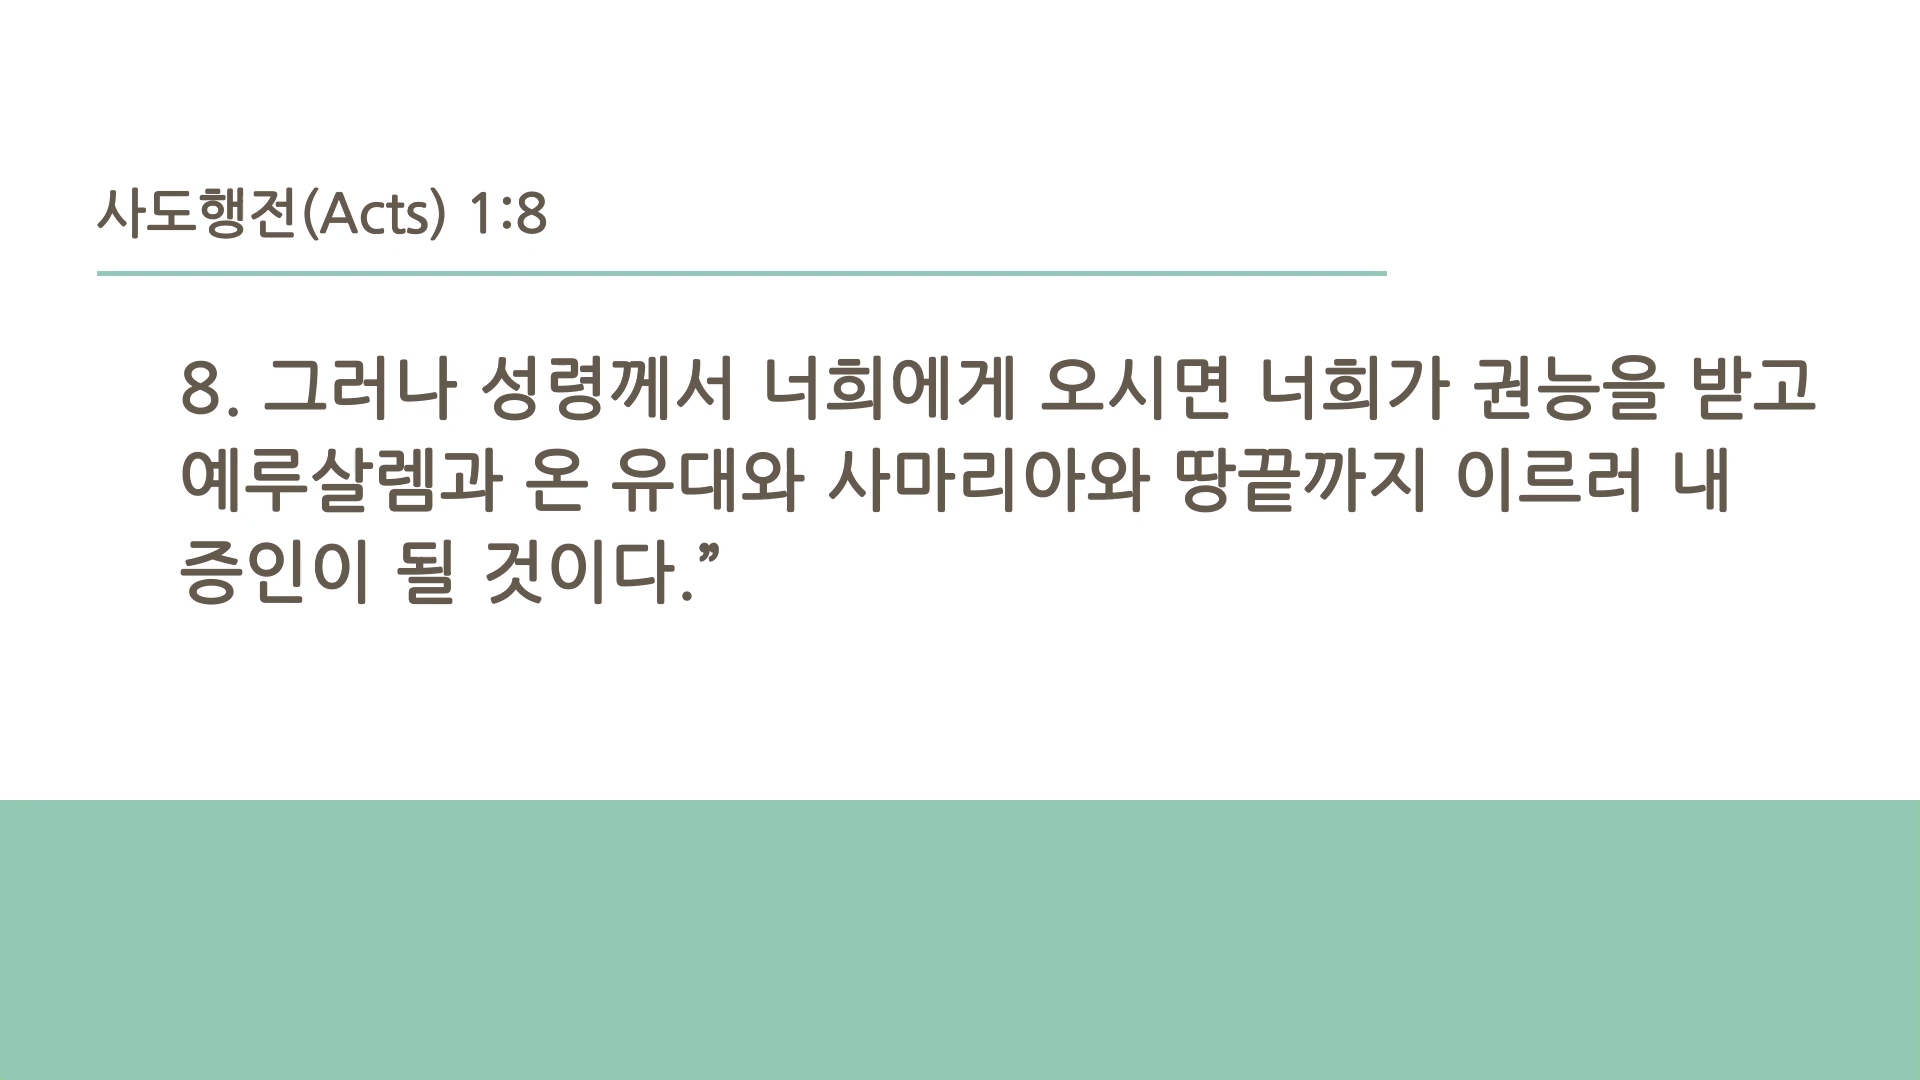 사도행전(Acts) 1:8
8. 그러나 성령께서 너희에게 오시면 너희가 권능을 받고
예루살렘과 온 유대와 사마리아와 땅끝까지 이르러 내
증인이 될 것이다.”